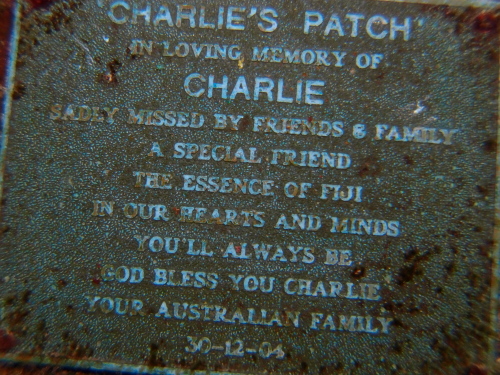 'CHARLIE'S PATCH'
IN LOVING MEMORY OF
CHARLIE
SADLY MISSED BY FRIENDS & FAMILY
A SPECIAL FRIEND
THE ESSENCE OF FIJI
IN OUR HEARTS AND MINDS
YOU'LL ALWAYS BE
GOD BLESS YOU CHARLIE
YOUR AUSTRALIAN FAMILY
30-12-04